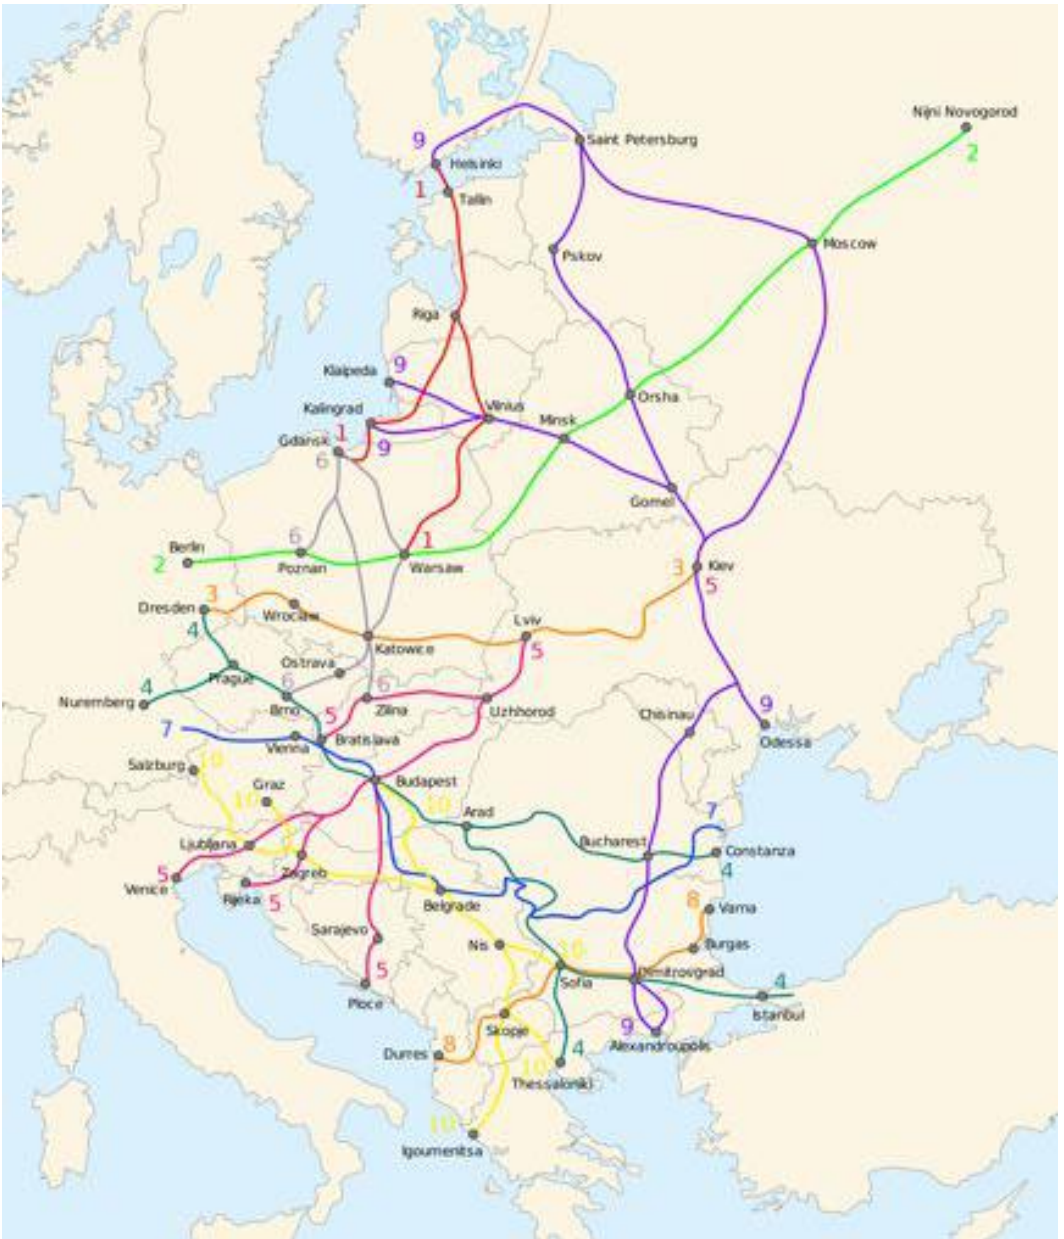 Nijni Novogorod
2
9
Saint Petersburg
Helsinki
1
Tallin
Moscow
Pskov
Riga
9
Klaipeda
Orsha
Kalingrad
Vilnius
Minsk
1
Gdansk
9
6
Gomel
6
1
Berlin
2
Poznan
Warsaw
3
Kiev
5
3
Dresden
Wroclaw
Lviv
4
Katowice
5
Ostrava
Prague
4
6
6
Nuremberg
Brno
Zilina
Uzhhorod
9
5
Chisinau
7
Vienna
Bratislava
Odessa
10
Salzburg
Graz
Budapest
10
10
Arad
7
Ljubljana
Bucharest
Constanza
5
Zagreb
4
Venice
Rijeka
5
Belgrade
8
Varna
Sarajevo
Nis
10
Burgas
5
Sofia
Dimitrovgrad
Ploce
4
Istanbul
Skopje
9
8
4
Alexandroupolis
Durres
10
Thessaloniki
10
Igoumenitsa